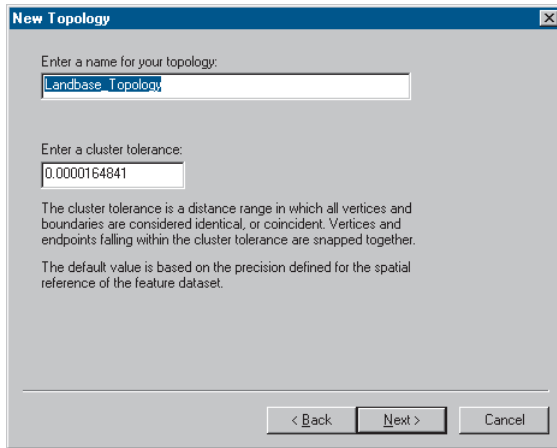 New Topology
Enter a name for your topology:
Landbase_Topology
Enter a cluster tolerance:
0.0000164841
The cluster tolerance is a distance range in which all vertices and
boundaries are considered identical, or coincident. Vertices and
endpoints falling within the cluster tolerance are snapped together.
The default value is based on the precision defined for the spatial
reference of the feature dataset.
< Back
Next >
Cancel